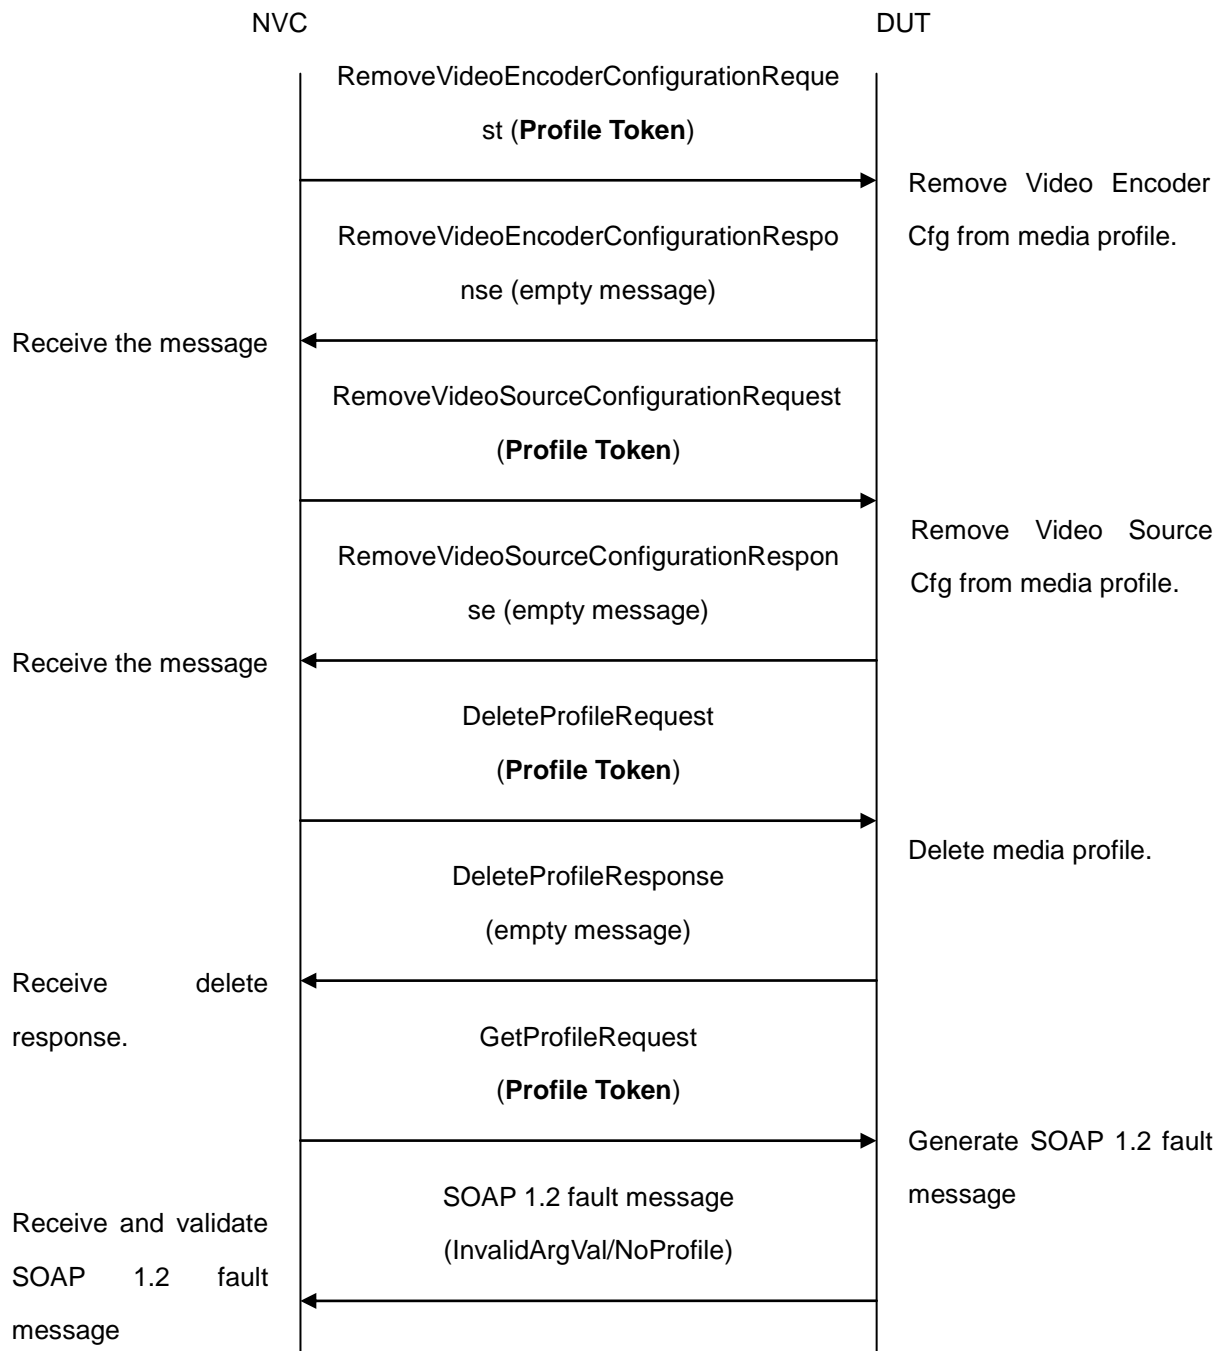 NVC
DUT
RemoveVideoEncoderConfigurationReque
st (Profile Token)
Remove Video Encoder
Cfg from media profile.
RemoveVideoEncoderConfigurationRespo
nse (empty message)
Receive the message
RemoveVideoSourceConfigurationRequest
(Profile Token)
Remove Video Source
Cfg from media profile.
RemoveVideoSourceConfigurationRespon
se (empty message)
Receive the message
DeleteProfileRequest
(Profile Token)
Delete media profile.
DeleteProfileResponse
(empty message)
Receive delete
response.
GetProfileRequest
(Profile Token)
Generate SOAP 1.2 fault
message
SOAP 1.2 fault message
(InvalidArgVal/NoProfile)
Receive and validate
SOAP 1.2 fault
message